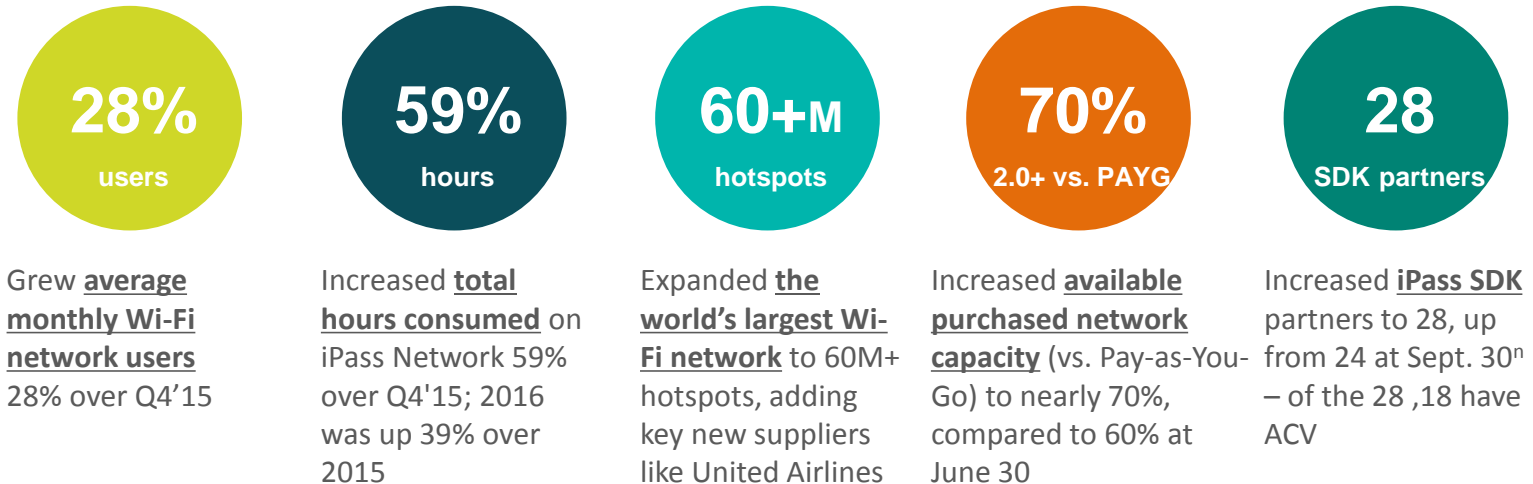 28%
users
59%
hours
60+M
hotspots
70%
2.0+ vs. PAYG
28
SDK partners
Grew average
monthly Wi-Fi
network users
28% over Q4’15
Increased total
hours consumed on
iPass Network 59%
over Q4'15; 2016
was up 39% over
2015
Expanded the
world’s largest Wi-
Fi network to 60M+
hotspots, adding
key new suppliers
like United Airlines
Increased available
purchased network
capacity (vs. Pay-as-You-
Go) to nearly 70%,
compared to 60% at
June 30
Increased iPass SDK
partners to 28, up
from 24 at Sept. 30ⁿ
– of the 28 ,18 have
ACV